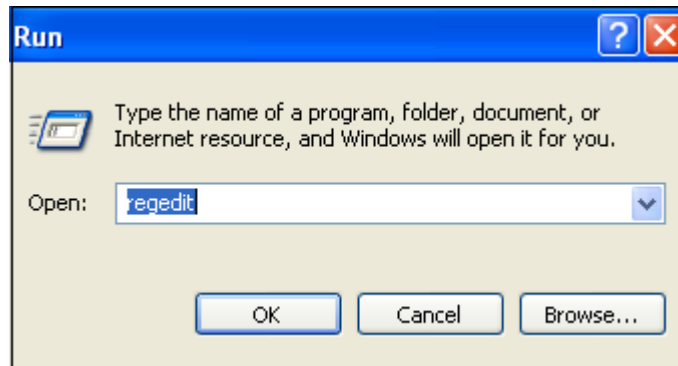 Run
Type the name of a program, folder, document, or
Internet resource, and Windows will open it for you.
Open: regedit
OK Cancel Browse...